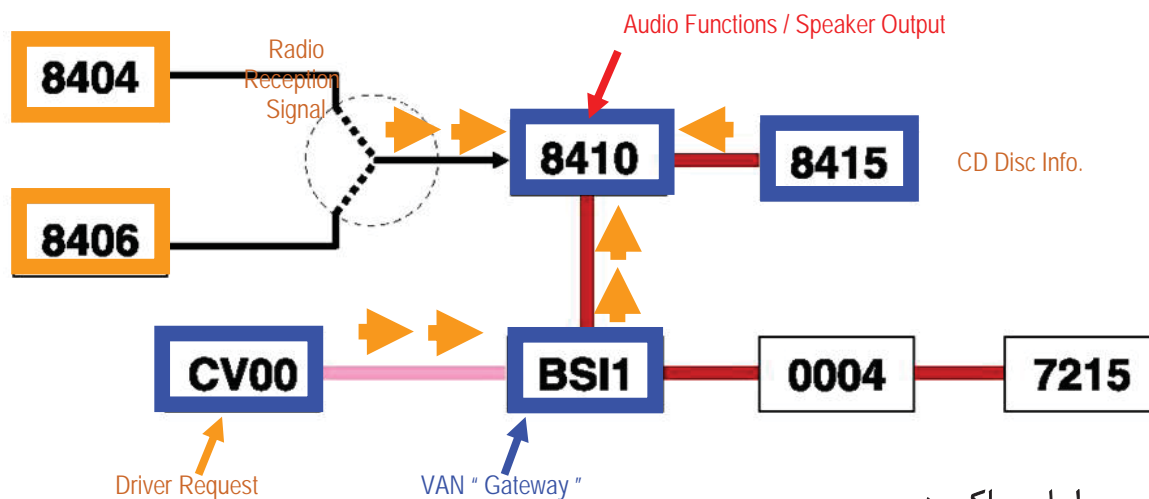 Audio Functions / Speaker Output
Radio
Reception
Signal
8404
8410
8415
CD Disc Info.
8406
CV00
BSI1
0004
7215
Driver Request
VAN " Gateway "